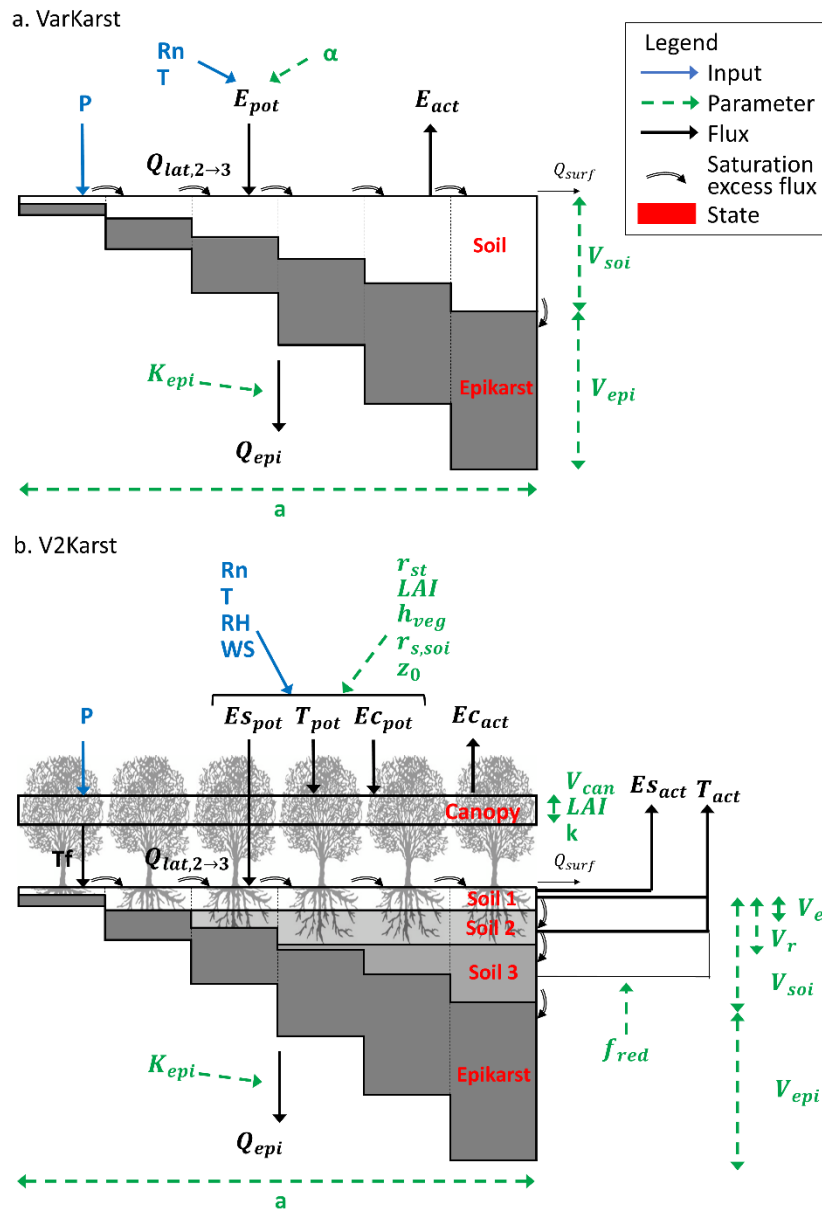 a. VarKarst
Legend
Input
Parameter
Flux
Saturation
excess flux
State
Rn
T
α
P
E_pot
E_act
Q_lat,2→3
Q_surf
Soil
V_soi
K_epi
Epikarst
V_epi
Q_epi
a
b. V2Karst
Rn
T
RH
WS
r_st
LAI
h_veg
r_s,soi
z_0
P
Es_pot T_pot Ec_pot
Ec_act
Canopy
V_can
LAI
k
Es_act T_act
Tf
Q_lat,2→3
Q_surf
Soil 1
Soil 2
Soil 3
V_e
V_r
V_soi
f_red
K_epi
Epikarst
V_epi
Q_epi
a